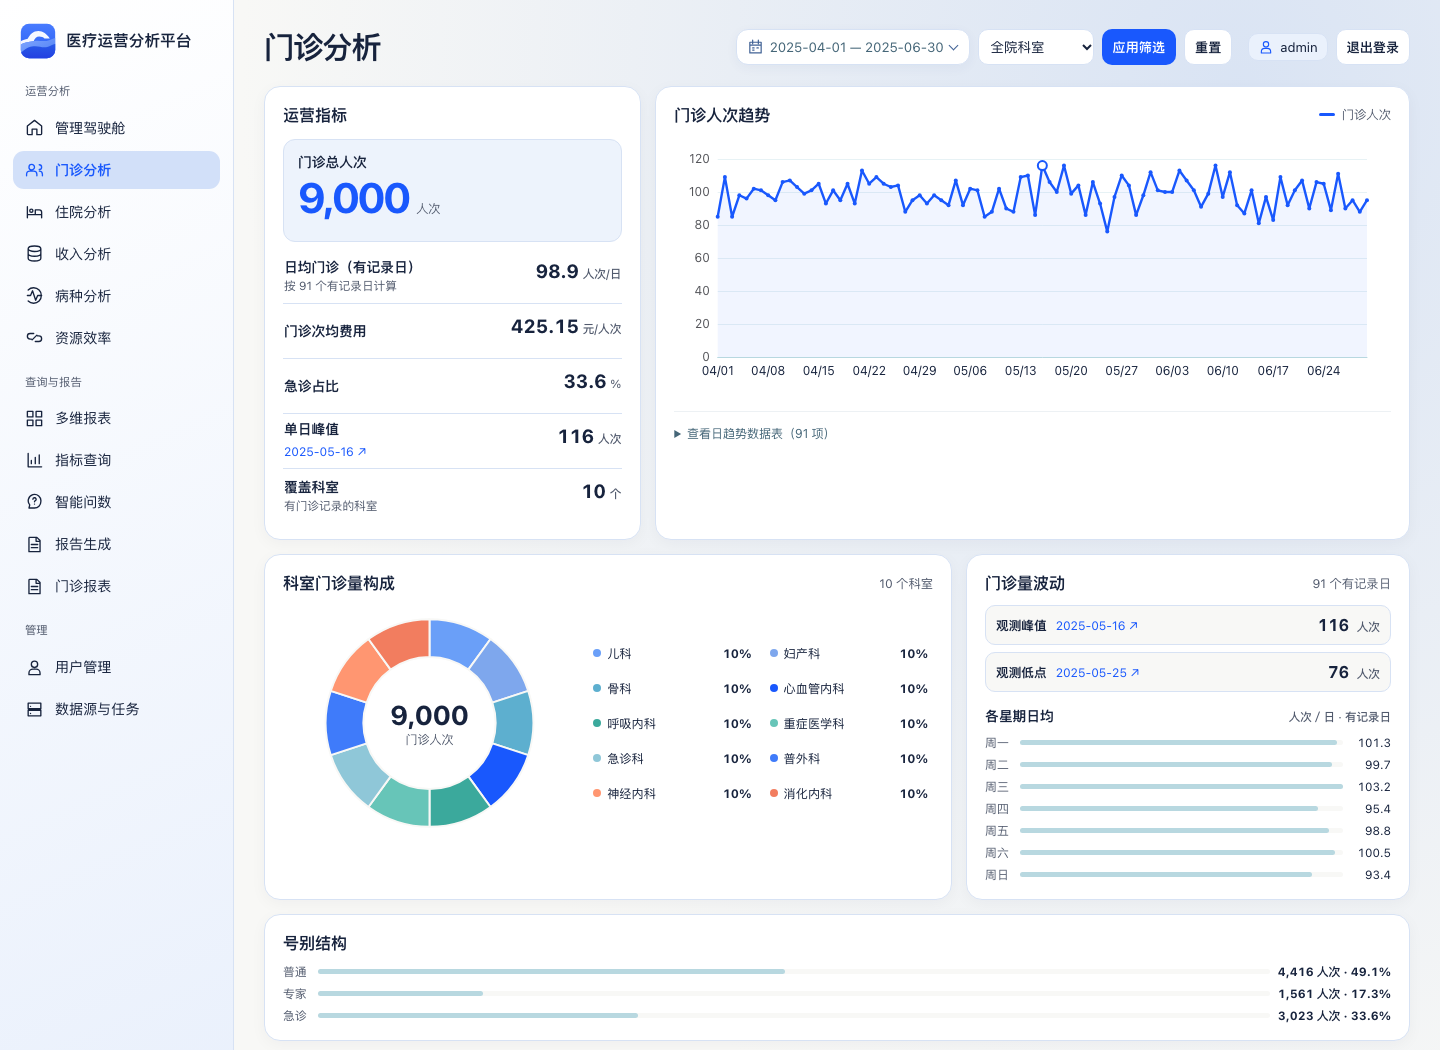 医疗运营分析平台
运营分析
管理驾驶舱
门诊分析
住院分析
收入分析
病种分析
资源效率
查询与报告
多维报表
指标查询
智能问数
报告生成
门诊报表
管理
用户管理
数据源与任务
门诊分析
2025-04-01 — 2025-06-30
全院科室
应用筛选
重置
admin
退出登录
运营指标
门诊总人次
9,000 人次
日均门诊（有记录日）
按 91 个有记录日计算
98.9 人次/日
门诊次均费用
425.15 元/人次
急诊占比
33.6 %
单日峰值
2025-05-16 ↗
116 人次
覆盖科室
有门诊记录的科室
10 个
门诊人次趋势
门诊人次
120
100
80
60
40
20
0
04/01 04/08 04/15 04/22 04/29 05/06 05/13 05/20 05/27 06/03 06/10 06/17 06/24
▶ 查看日趋势数据表（91 项）
科室门诊量构成
10 个科室
9,000
门诊人次
儿科 10% 妇产科 10%
骨科 10% 心血管内科 10%
呼吸内科 10% 重症医学科 10%
急诊科 10% 普外科 10%
神经内科 10% 消化内科 10%
门诊量波动
91 个有记录日
观测峰值 2025-05-16 ↗ 116 人次
观测低点 2025-05-25 ↗ 76 人次
各星期日均
人次 / 日 · 有记录日
周一 101.3
周二 99.7
周三 103.2
周四 95.4
周五 98.8
周六 100.5
周日 93.4
号别结构
普通 4,416 人次 · 49.1%
专家 1,561 人次 · 17.3%
急诊 3,023 人次 · 33.6%